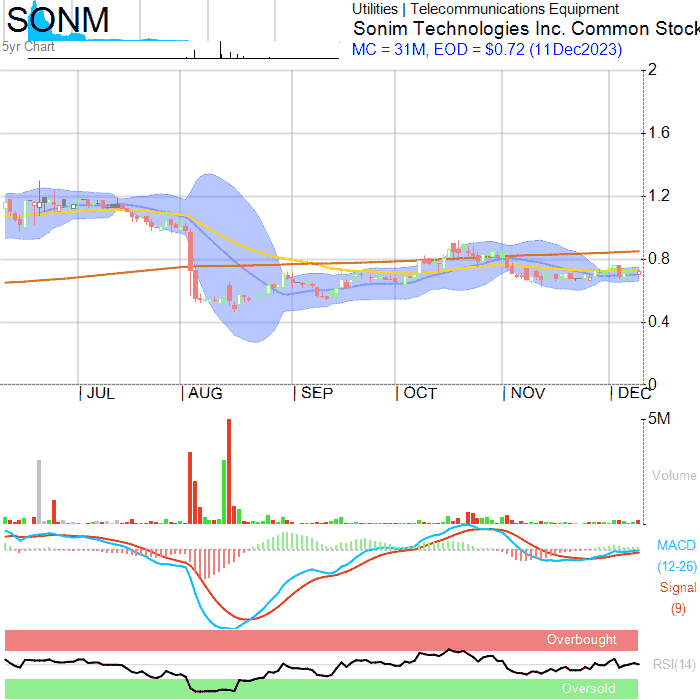 SONM
5yr Chart
Utilities | Telecommunications Equipment
Sonim Technologies Inc. Common Stock
MC = 31M, EOD = $0.72 (11Dec2023)
2
1.6
1.2
0.8
0.4
0
JUL
AUG
SEP
OCT
NOV
DEC
5M
Volume
MACD
(12-26)
Signal
(9)
Overbought
RSI(14)
Oversold